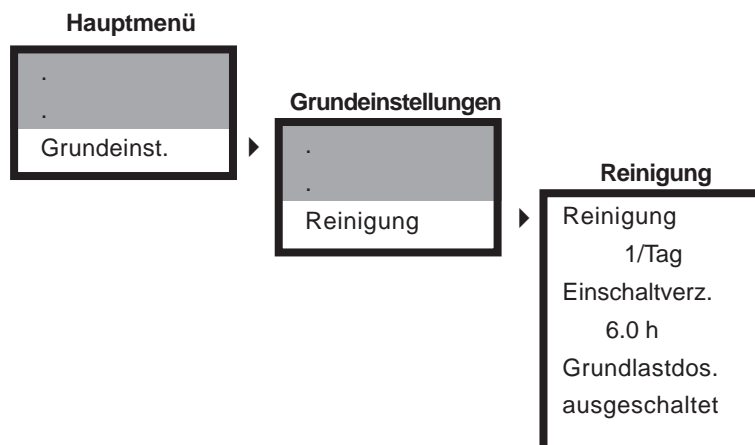 Hauptmenü
.
.
Grundeinst.
Grundeinstellungen
.
.
Reinigung
Reinigung
Reinigung
1/Tag
Einschaltverz.
6.0 h
Grundlastdos.
ausgeschaltet